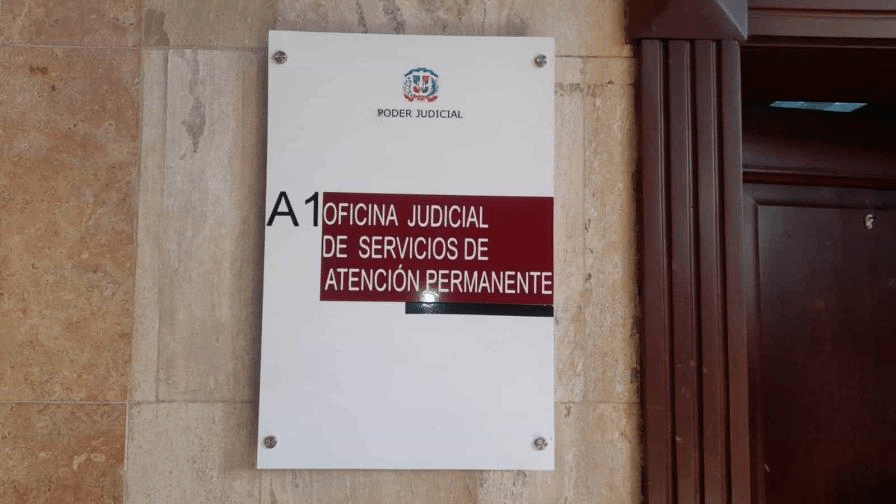 PODER JUDICIAL
A1
OFICINA JUDICIAL
DE SERVICIOS DE
ATENCIÓN PERMANENTE